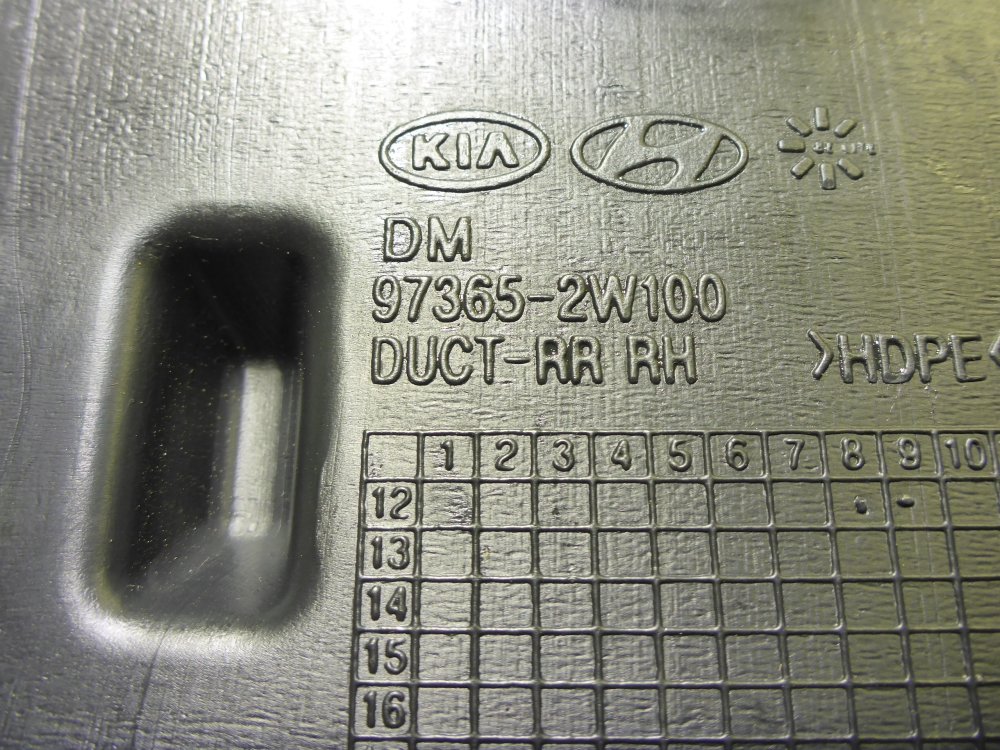 KIA
DM
97365-2W100
DUCT-RR RH
>HDPE<
1 2 3 4 5 6 7 8 9 10
12
13
14
15
16